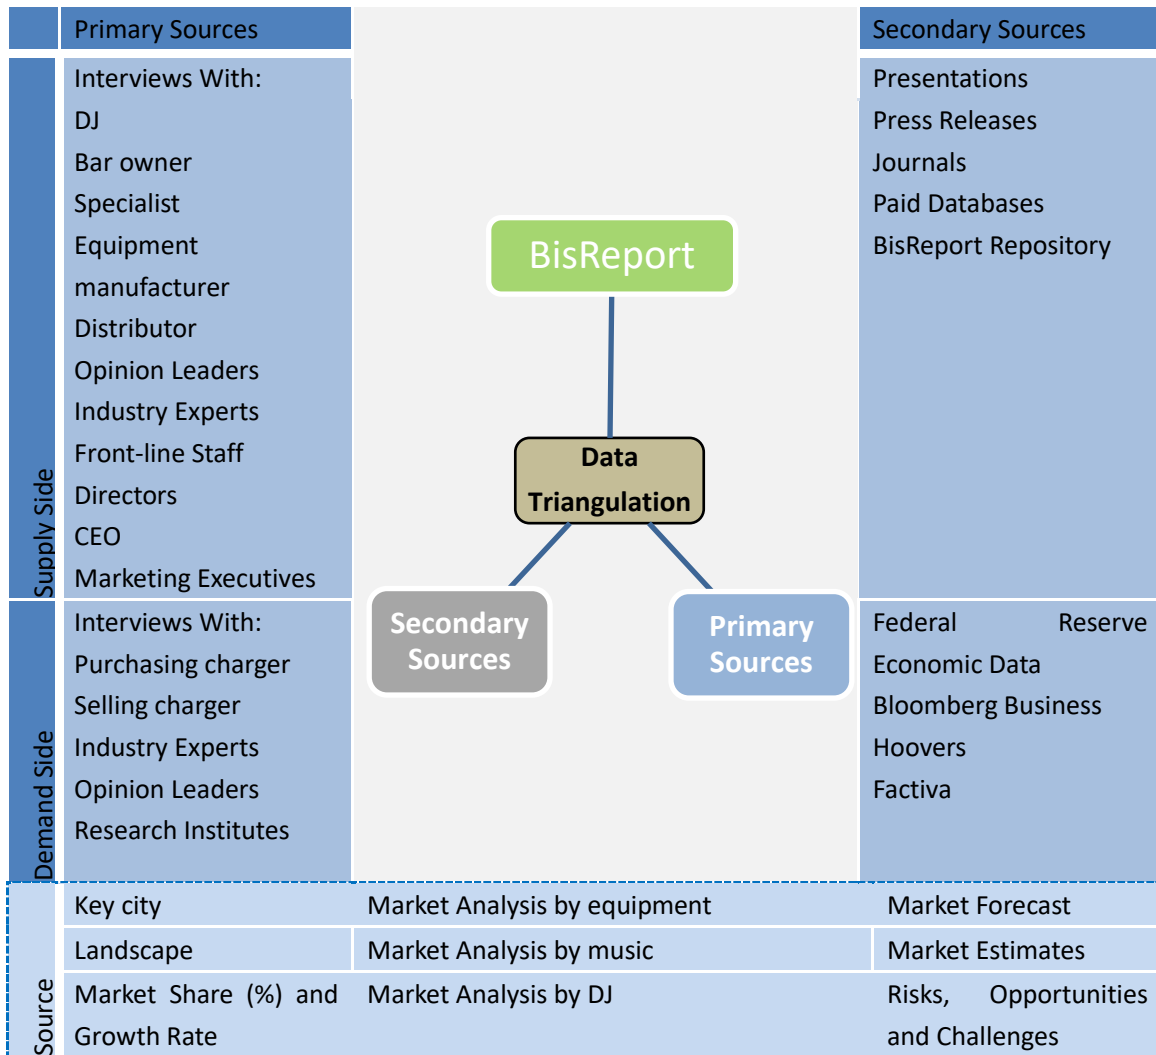 Primary Sources
Secondary Sources
Supply Side
Interviews With:
DJ
Bar owner
Specialist
Equipment
manufacturer
Distributor
Opinion Leaders
Industry Experts
Front-line Staff
Directors
CEO
Marketing Executives
Presentations
Press Releases
Journals
Paid Databases
BisReport Repository
BisReport
Data
Triangulation
Secondary
Sources
Primary
Sources
Demand Side
Interviews With:
Purchasing charger
Selling charger
Industry Experts
Opinion Leaders
Research Institutes
Federal Reserve
Economic Data
Bloomberg Business
Hoovers
Factiva
Source
Key city
Market Analysis by equipment
Market Forecast
Landscape
Market Analysis by music
Market Estimates
Market Share (%) and
Growth Rate
Market Analysis by DJ
Risks, Opportunities
and Challenges